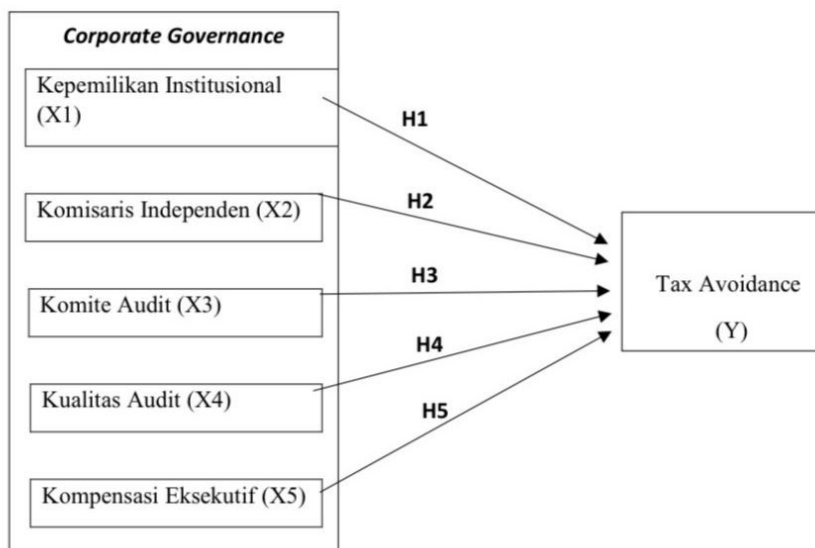 Corporate Governance
Kepemilikan Institusional
(X1)
H1
Komisaris Independen (X2)
H2
Komite Audit (X3)
H3
Kualitas Audit (X4)
H4
Kompensasi Eksekutif (X5)
H5
Tax Avoidance
(Y)